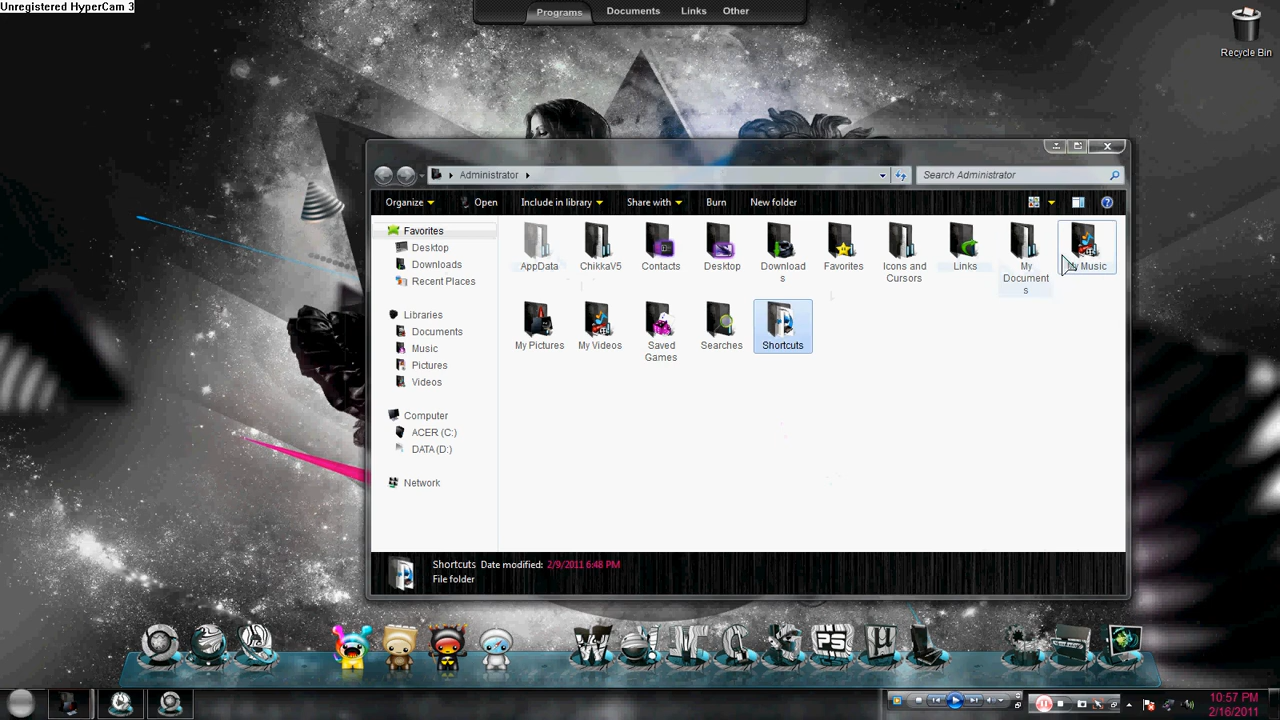 Unregistered HyperCam 3
Programs Documents Links Other
Recycle Bin
Administrator
Search Administrator
Organize Open Include in library Share with Burn New folder
Favorites
Desktop
Downloads
Recent Places
Libraries
Documents
Music
Pictures
Videos
Computer
ACER (C:)
DATA (D:)
Network
AppData ChikkaV5 Contacts Desktop Download
s Favorites Icons and
Cursors Links My
Document
s My Music
My Pictures My Videos Saved
Games Searches Shortcuts
Shortcuts Date modified: 2/9/2011 6:48 PM
File folder
PS
10:57 PM
2/16/2011